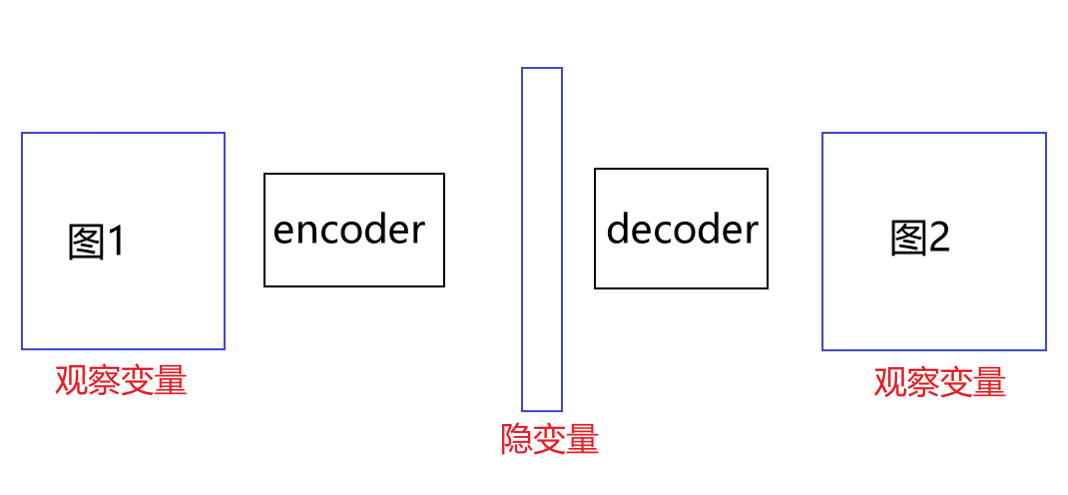 图1
观察变量
encoder
隐变量
decoder
图2
观察变量